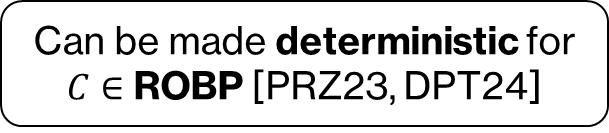 Can be made deterministic for
C ∈ ROBP [PRZ23, DPT24]